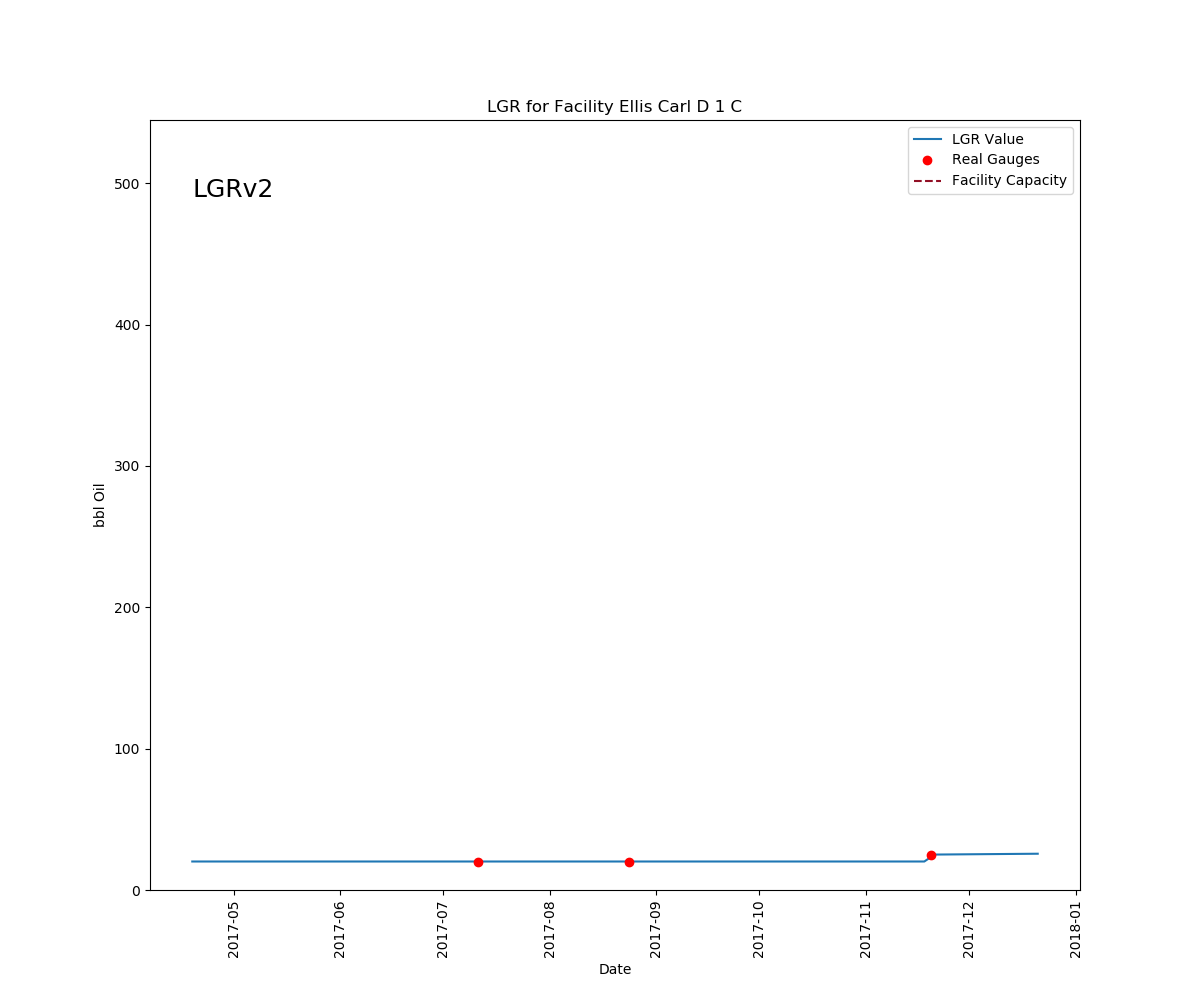 LGR for Facility Ellis Carl D 1 C
LGRv2
LGR Value
Real Gauges
Facility Capacity
500
400
300
200
100
0
bbl Oil
2017-05
2017-06
2017-07
2017-08
2017-09
2017-10
2017-11
2017-12
2018-01
Date